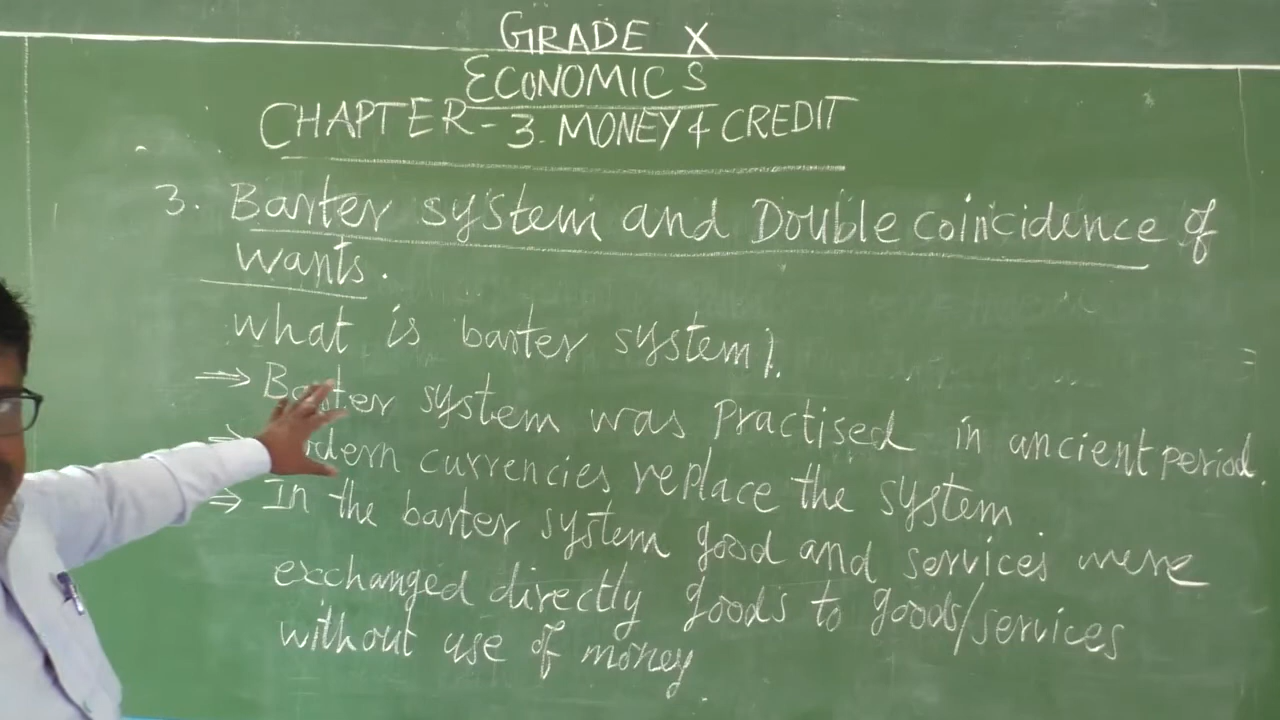 GRADE X
ECONOMICS
CHAPTER - 3. MONEY & CREDIT
3. Barter system and Double coincidence of
wants.
What is barter system?.
⇒ Barter system was Practised in ancient period.
⇒ Modern currencies replace the system.
⇒ In the barter system good and services were
exchanged directly goods to goods/services
without use of money.